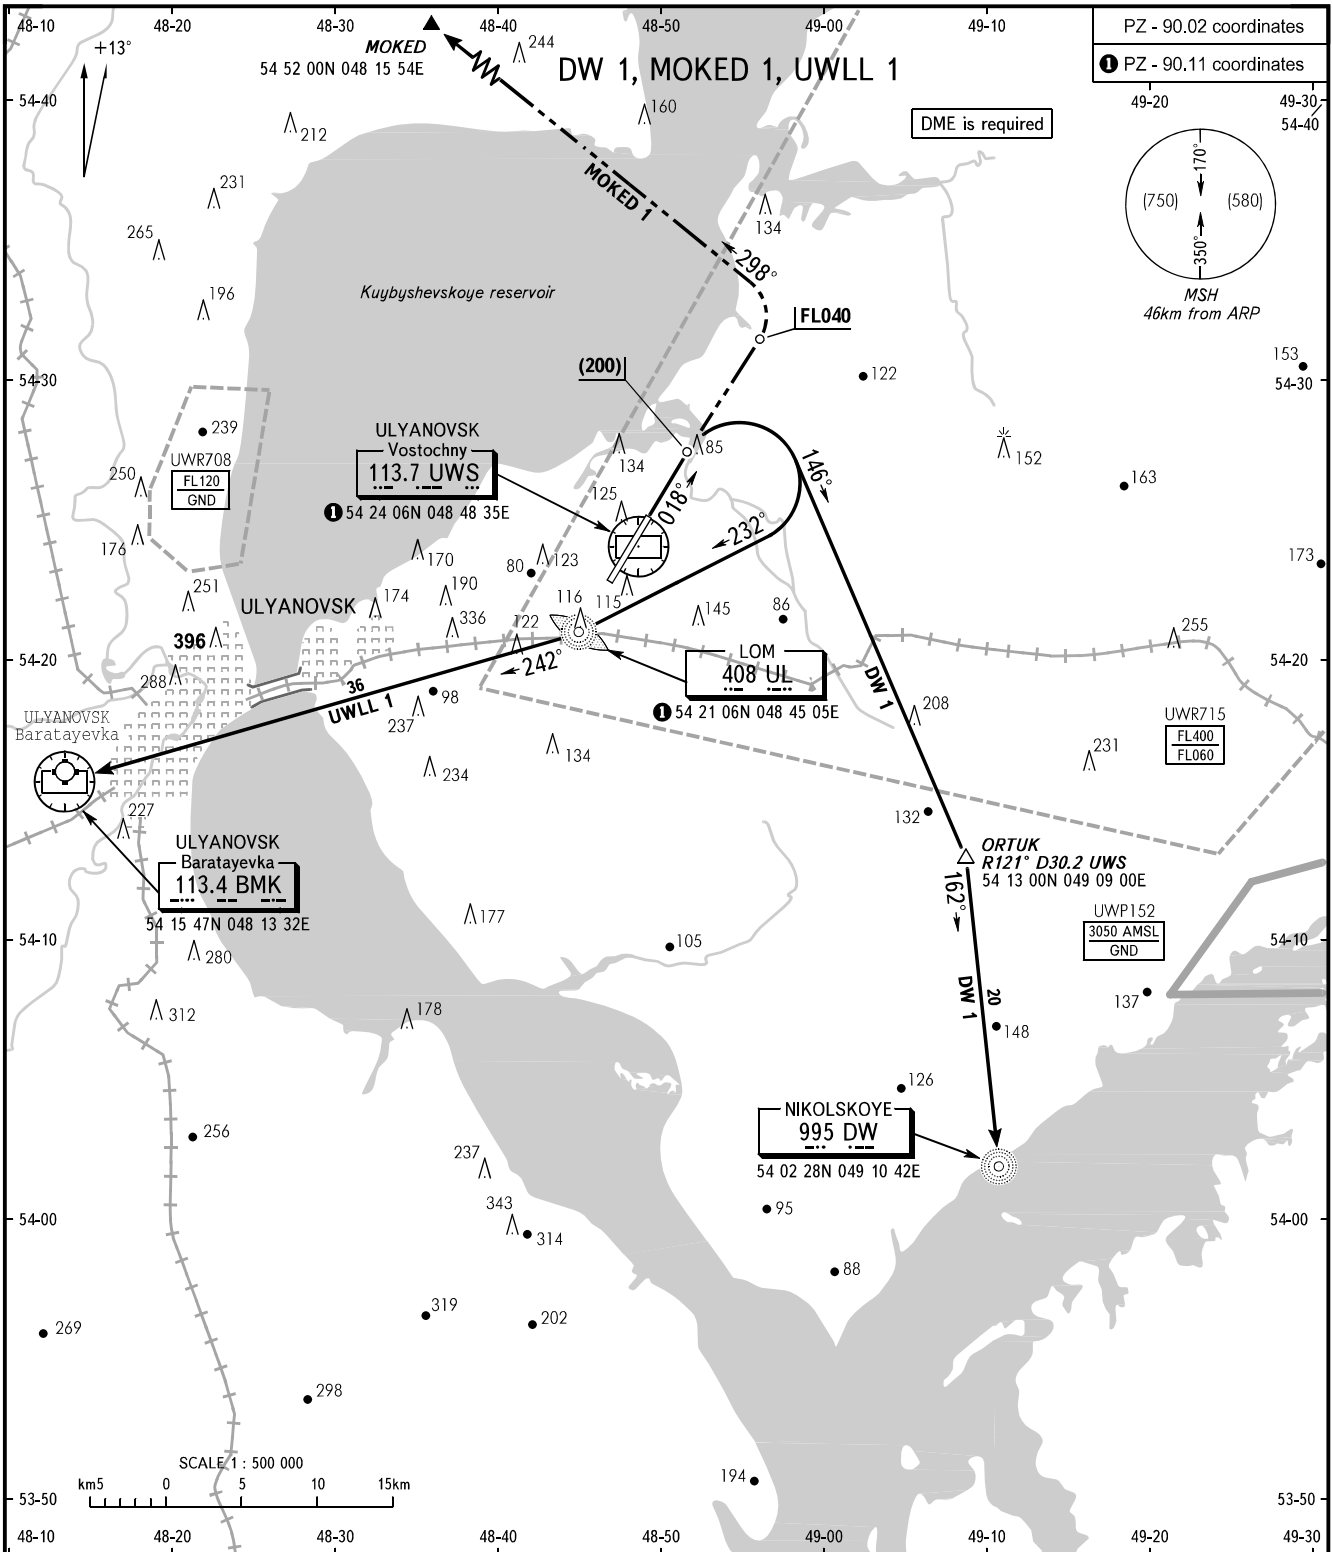 48-10
48-20
48-30
48-40
48-50
49-00
49-10
PZ - 90.02 coordinates
1 PZ - 90.11 coordinates
+13°
MOKED
54 52 00N 048 15 54E
244
DW 1, MOKED 1, UWLL 1
54-40
212
160
DME is required
49-20
49-30
54-40
170°
(750)
(580)
350°
MSH
46km from ARP
231
265
196
MOKED 1
134
298°
Kuybyshevskoye reservoir
FL040
(200)
122
153
54-30
54-30
239
UWR708
FL120
GND
250
176
ULYANOVSK
Vostochny
113.7 UWS
1 54 24 06N 048 48 35E
134
85
125
018°
146°
232°
152
163
173
170
80
123
251
ULYANOVSK
174
190
336
122
116
115
145
86
396
288
54-20
255
54-20
242°
36
UWLL 1
98
237
LOM
408 UL
1 54 21 06N 048 45 05E
DW 1
208
UWR715
FL400
FL060
ULYANOVSK
Baratayevka
234
134
231
227
132
ULYANOVSK
Baratayevka
113.4 BMK
54 15 47N 048 13 32E
ORTUK
R121° D30.2 UWS
54 13 00N 049 09 00E
162°
177
UWP152
3050 AMSL
GND
54-10
280
105
54-10
DW 1
20
137
312
178
148
126
NIKOLSKOYE
995 DW
54 02 28N 049 10 42E
256
237
343
314
95
54-00
54-00
88
319
202
269
298
SCALE 1 : 500 000
km5
0
5
10
15km
194
53-50
53-50
48-10
48-20
48-30
48-40
48-50
49-00
49-10
49-20
49-30